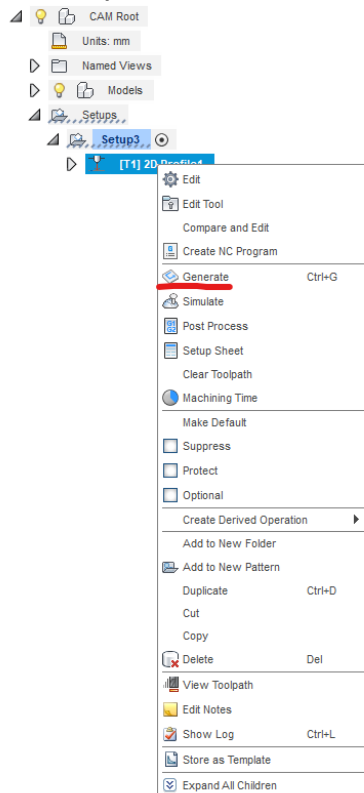 CAM Root
Units: mm
Named Views
Models
Setups
Setup3
[T1] 2D Profile1
Edit
Edit Tool
Compare and Edit
Create NC Program
Generate Ctrl+G
Simulate
Post Process
Setup Sheet
Clear Toolpath
Machining Time
Make Default
Suppress
Protect
Optional
Create Derived Operation
Add to New Folder
Add to New Pattern
Duplicate Ctrl+D
Cut
Copy
Delete Del
View Toolpath
Edit Notes
Show Log Ctrl+L
Store as Template
Expand All Children